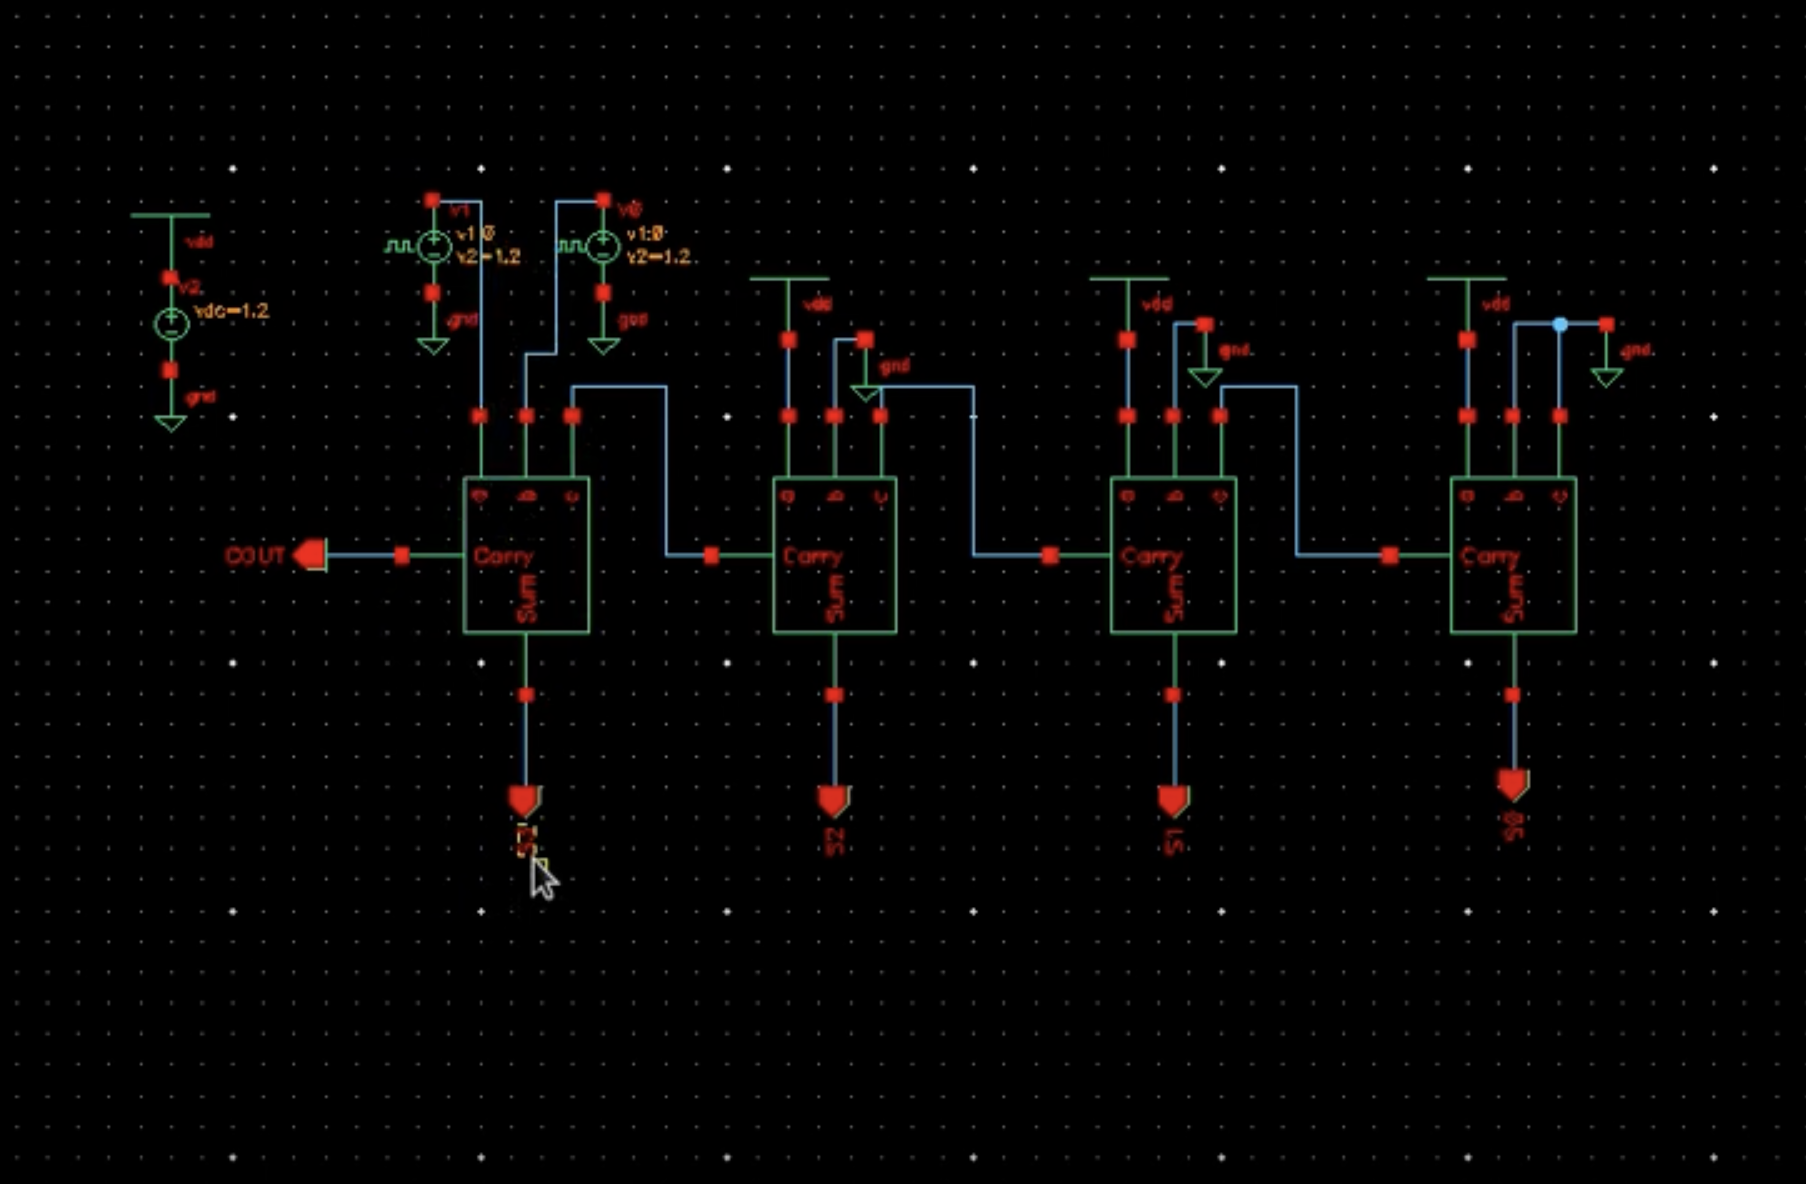 vdd
v2
vdc=1.2
gnd
v1
v1:0
v2=1.2
gnd
v0
v1:0
v2=1.2
gnd
vdd
gnd
vdd
gnd
vdd
gnd
a b c
Carry
Sum
a b c
Carry
Sum
a b c
Carry
Sum
a b c
Carry
Sum
COUT
S3
S2
S1
S0